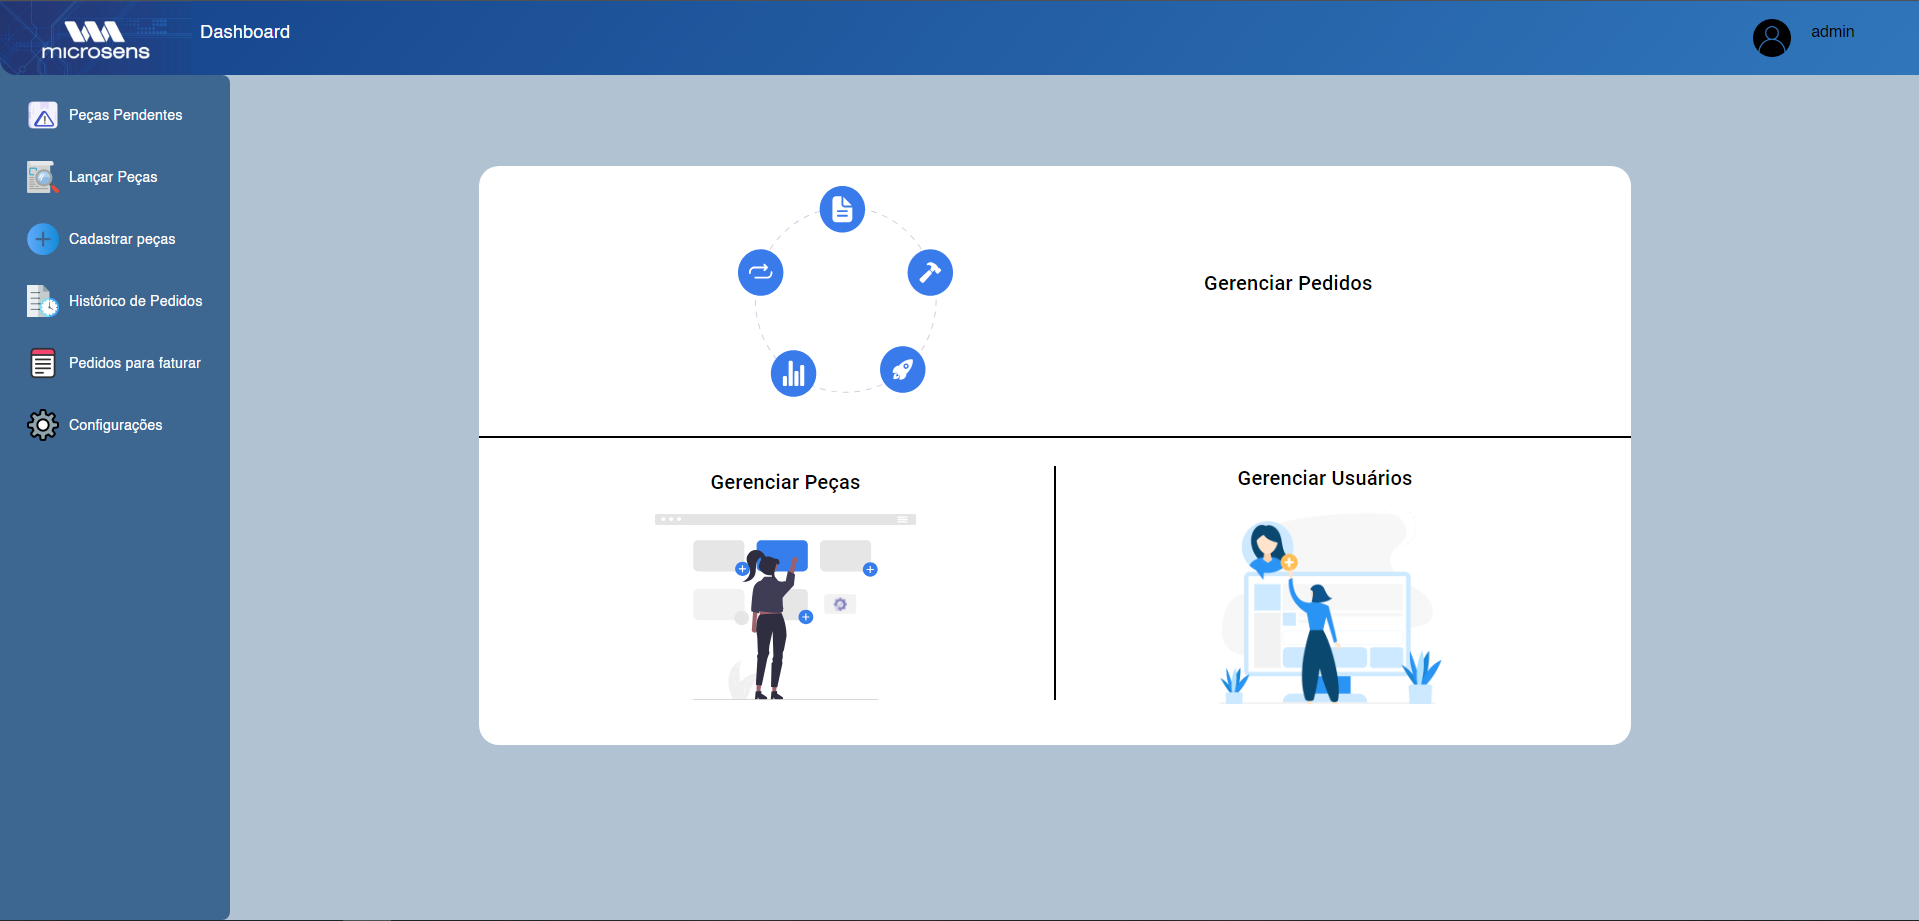 microsens
Dashboard
admin
Peças Pendentes
Lançar Peças
Cadastrar peças
Histórico de Pedidos
Pedidos para faturar
Configurações
Gerenciar Pedidos
Gerenciar Peças
Gerenciar Usuários